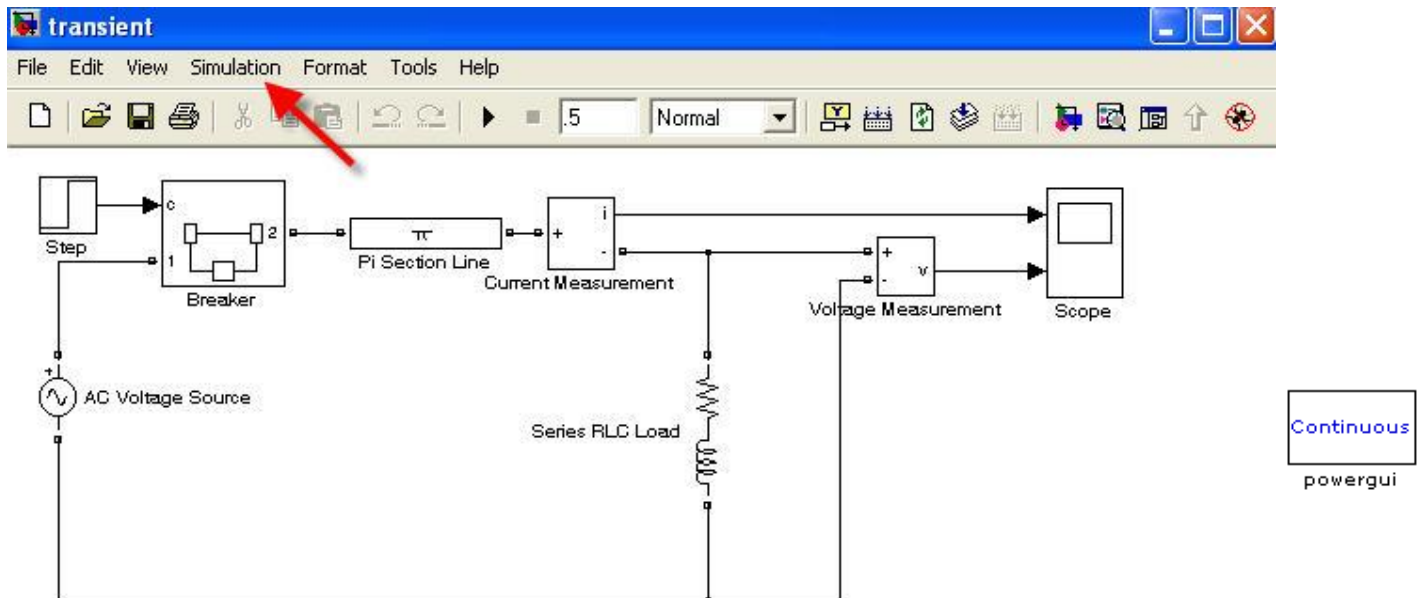 transient
File Edit View Simulation Format Tools Help
.5 Normal
Step
c
1
2
Breaker
π
Pi Section Line
+
i
-
Current Measurement
+
-
v
Voltage Measurement
Scope
+
AC Voltage Source
Series RLC Load
Continuous
powergui